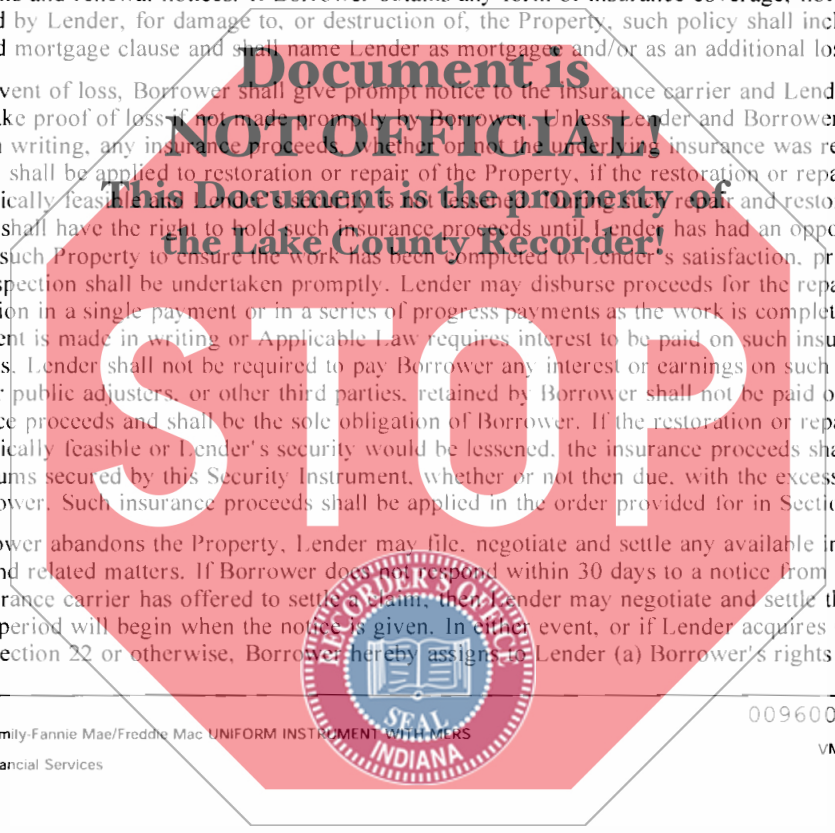 by Lender, for damage to, or destruction of, the Property, such policy shall
mortgage clause and shall name Lender as mortgagee and/or as an additional
Document is
vent of loss, Borrower shall give prompt notice to the insurance carrier and Lend
ke proof of loss if not made promptly by Borrower. Unless Lender and Borrower
NOT OFFICIAL!
writing, any insurance proceeds, whether or not the underlying insurance was re
shall be applied to restoration or repair of the Property, if the restoration or repa
This Document is the property of
ically feasible and Lender's security is not lessened. During such repair and resto
shall have the right to hold such insurance proceeds until Lender has had an oppo
the Lake County Recorder!
such Property to ensure the work has been completed to Lender's satisfaction, pr
spection shall be undertaken promptly. Lender may disburse proceeds for the repa
ion in a single payment or in a series of progress payments as the work is complet
ent is made in writing or Applicable Law requires interest to be paid on such insu
s, Lender shall not be required to pay Borrower any interest or earnings on such
STOP
r public adjusters, or other third parties, retained by Borrower shall not be paid o
ce proceeds and shall be the sole obligation of Borrower. If the restoration or repa
ically feasible or Lender's security would be lessened, the insurance proceeds sha
ums secured by this Security Instrument, whether or not then due, with the excess
ower. Such insurance proceeds shall be applied in the order provided for in Secti
ower abandons the Property, Lender may file, negotiate and settle any available in
nd related matters. If Borrower does not respond within 30 days to a notice from
rance carrier has offered to settle a claim, then Lender may negotiate and settle t
period will begin when the notice is given. In either event, or if Lender acquires
ection 22 or otherwise, Borrower hereby assigns to Lender (a) Borrower's rights
RECORDER'S OFFICE
SEAL
INDIANA
009600
mily-Fannie Mae/Freddie Mac UNIFORM INSTRUMENT WITH MERS
VM
ancial Services